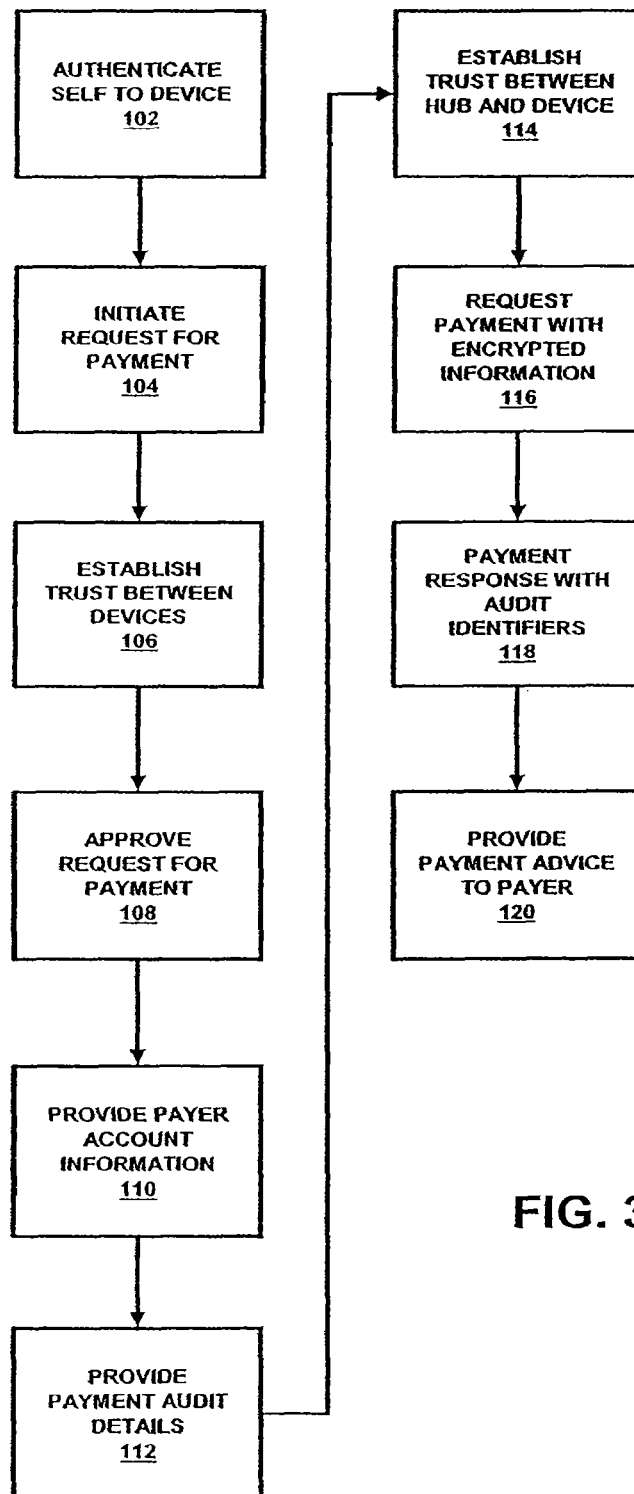 AUTHENTICATE
SELF TO DEVICE
102
INITIATE
REQUEST FOR
PAYMENT
104
ESTABLISH
TRUST BETWEEN
DEVICES
106
APPROVE
REQUEST FOR
PAYMENT
108
PROVIDE PAYER
ACCOUNT
INFORMATION
110
PROVIDE
PAYMENT AUDIT
DETAILS
112
ESTABLISH
TRUST BETWEEN
HUB AND DEVICE
114
REQUEST
PAYMENT WITH
ENCRYPTED
INFORMATION
116
PAYMENT
RESPONSE WITH
AUDIT
IDENTIFIERS
118
PROVIDE
PAYMENT ADVICE
TO PAYER
120
FIG. 3